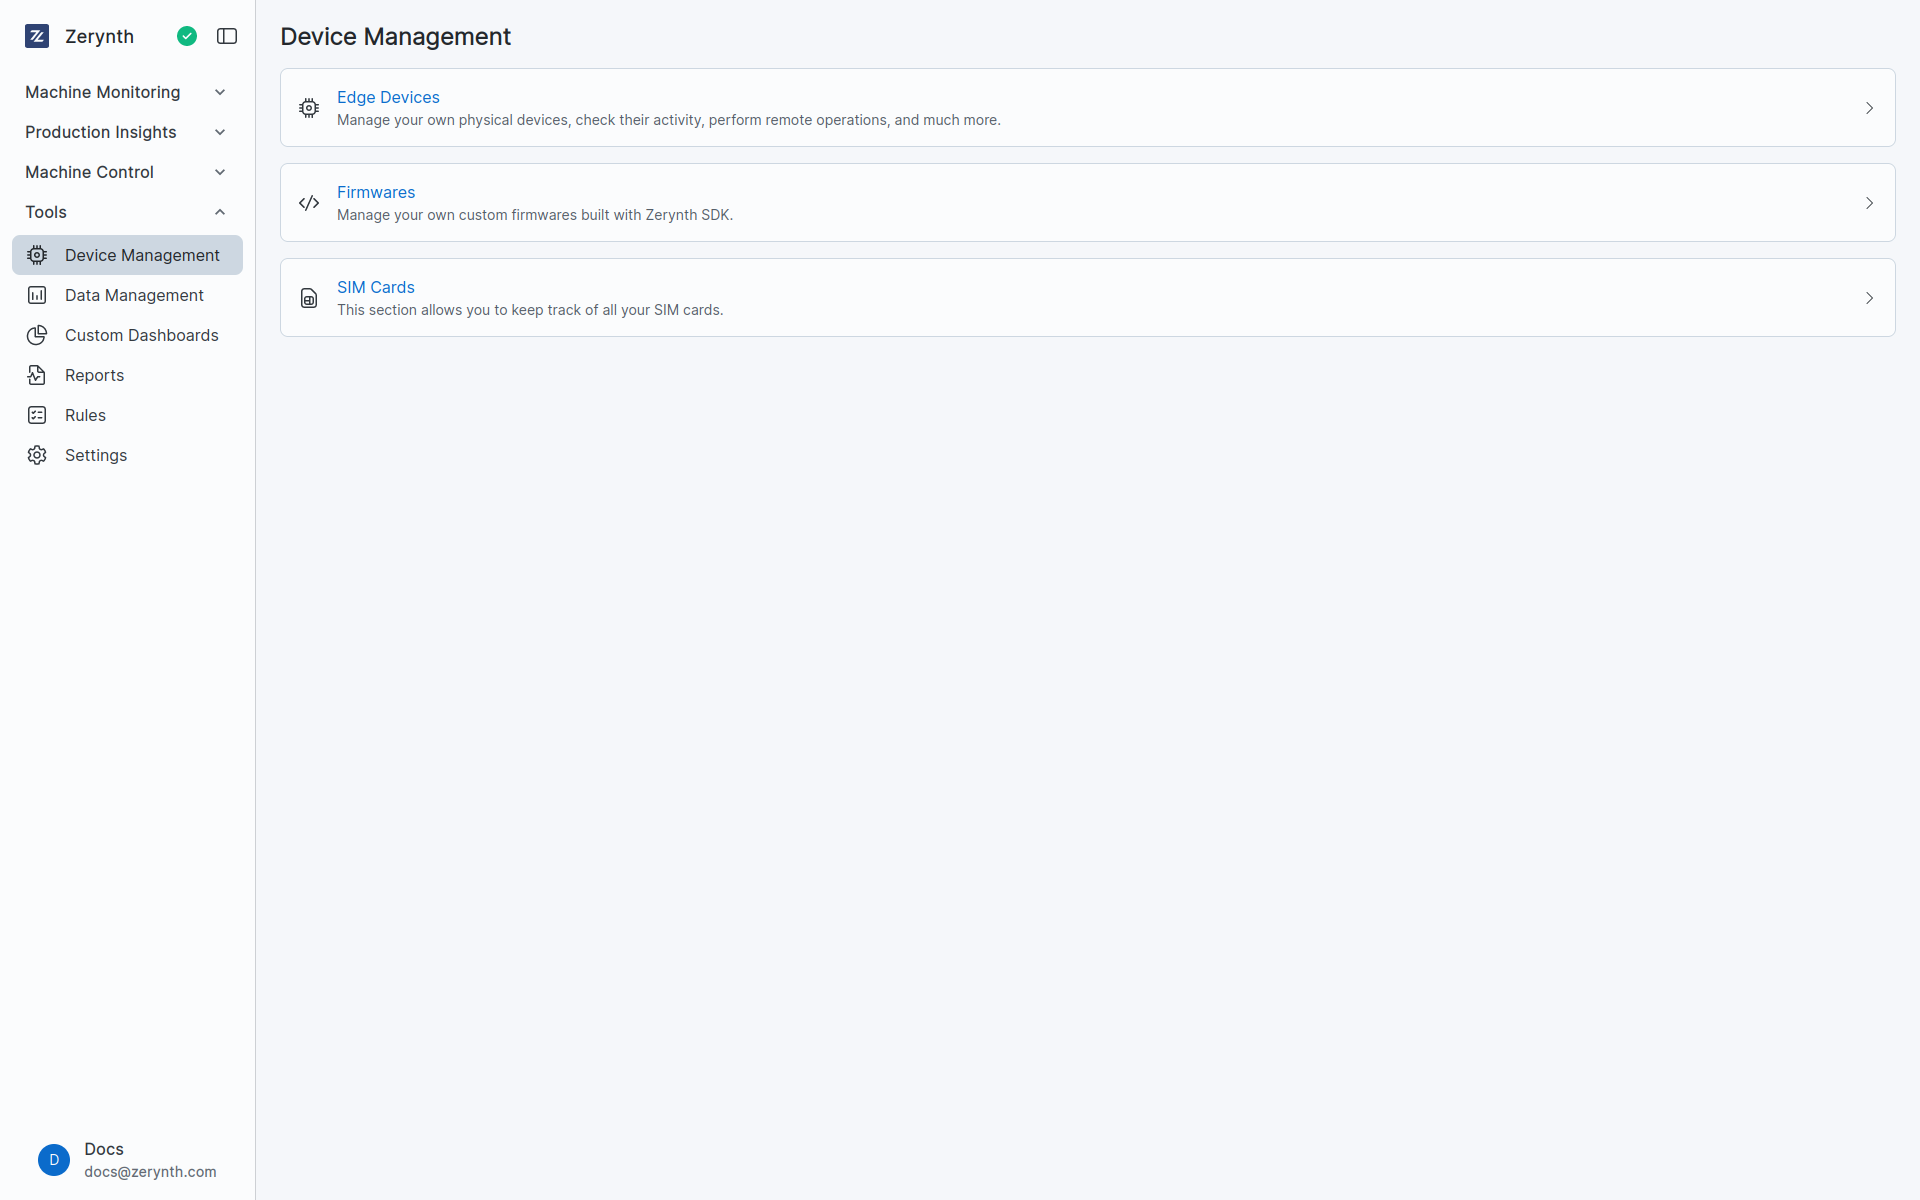 Zerynth
Machine Monitoring
Production Insights
Machine Control
Tools
Device Management
Data Management
Custom Dashboards
Reports
Rules
Settings
D
Docs
docs@zerynth.com
Device Management
Edge Devices
Manage your own physical devices, check their activity, perform remote operations, and much more.
Firmwares
Manage your own custom firmwares built with Zerynth SDK.
SIM Cards
This section allows you to keep track of all your SIM cards.